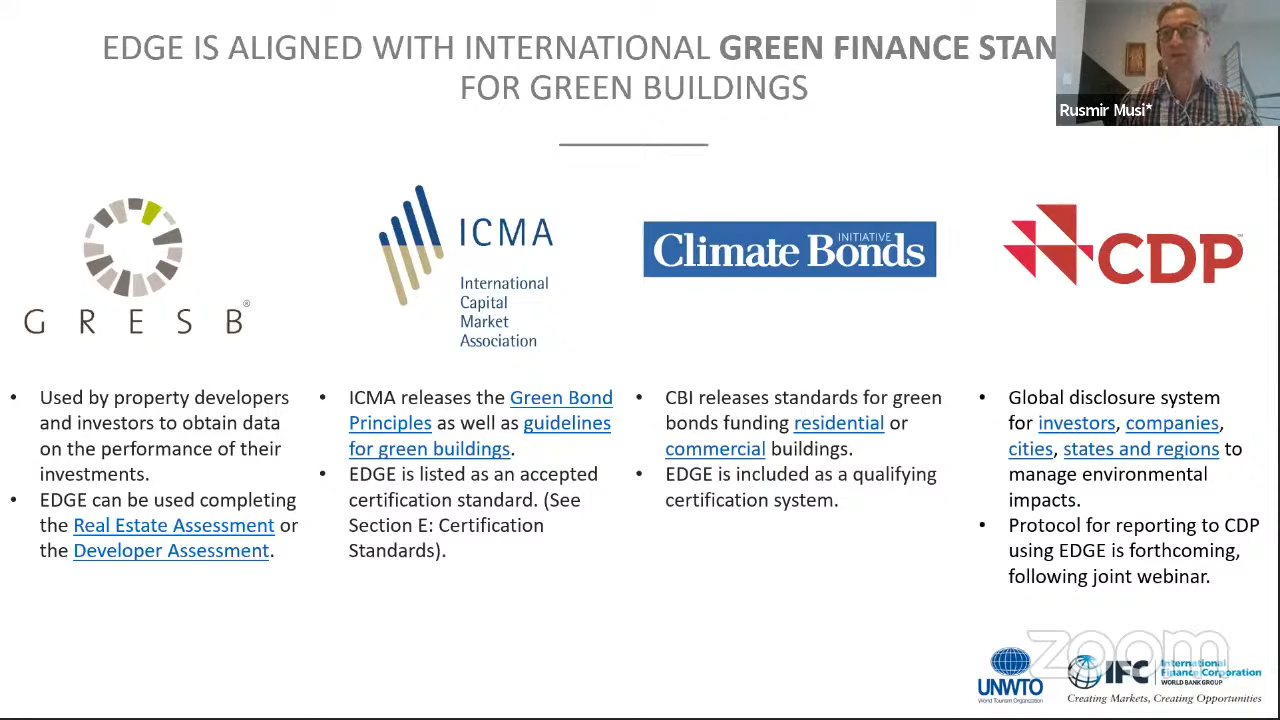 EDGE IS ALIGNED WITH INTERNATIONAL GREEN FINANCE STAN
FOR GREEN BUILDINGS
Rusmir Musi*
GRESB®
ICMA
International
Capital
Market
Association
Climate Bonds
INITIATIVE
CDP™
• Used by property developers
and investors to obtain data
on the performance of their
investments.
• EDGE can be used completing
the Real Estate Assessment or
the Developer Assessment.
• ICMA releases the Green Bond
Principles as well as guidelines
for green buildings.
• EDGE is listed as an accepted
certification standard. (See
Section E: Certification
Standards).
• CBI releases standards for green
bonds funding residential or
commercial buildings.
• EDGE is included as a qualifying
certification system.
• Global disclosure system
for investors, companies,
cities, states and regions to
manage environmental
impacts.
• Protocol for reporting to CDP
using EDGE is forthcoming,
following joint webinar.
zoom
UNWTO
World Tourism Organization
IFC
International
Finance Corporation
WORLD BANK GROUP
Creating Markets, Creating Opportunities